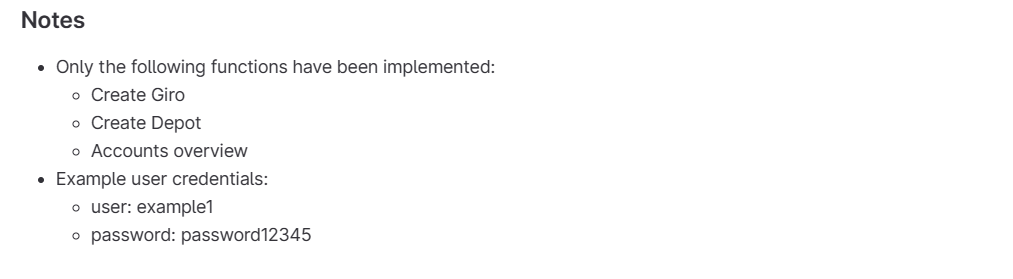 Notes
Only the following functions have been implemented:
Create Giro
Create Depot
Accounts overview
Example user credentials:
user: example1
password: password12345